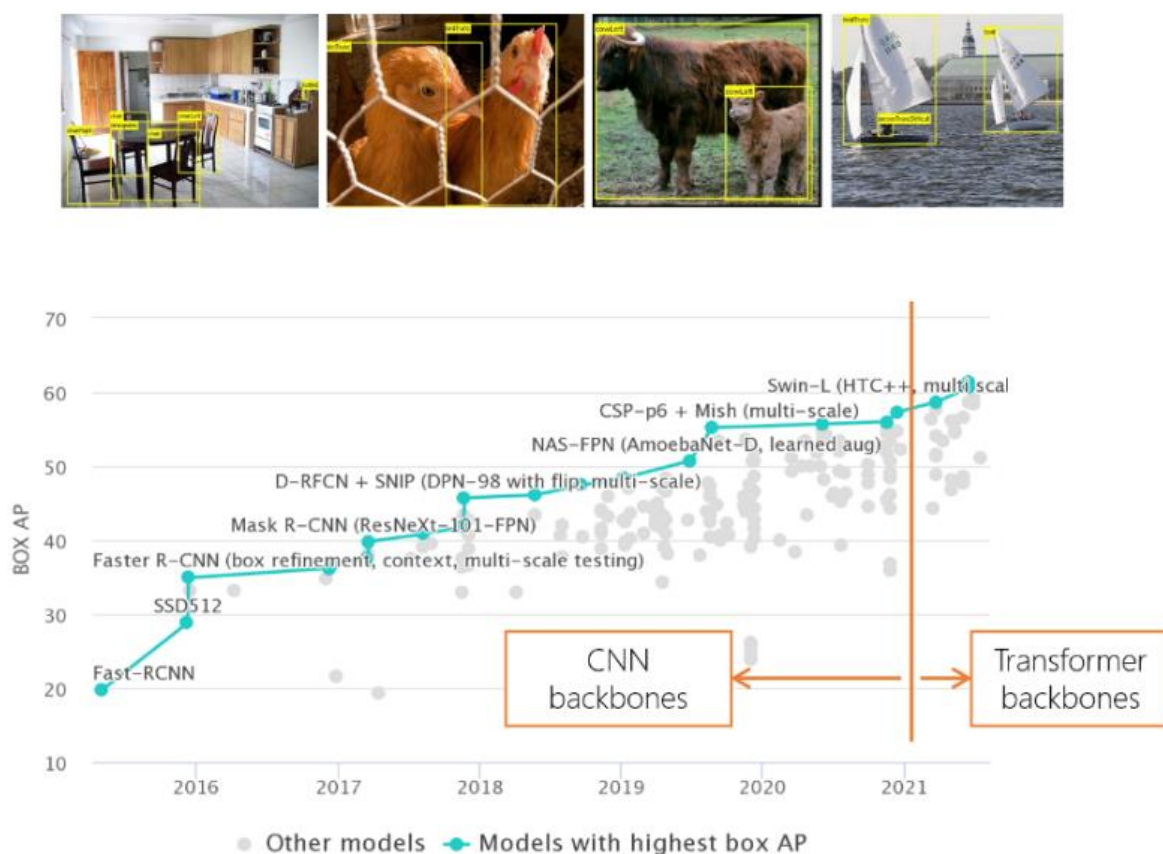 cowLeft
cowLeft
70
60
50
40
30
20
10
BOX AP
Swin-L (HTC++, multi scal
CSP-p6 + Mish (multi-scale)
NAS-FPN (AmoebaNet-D, learned aug)
D-RFCN + SNIP (DPN-98 with flip, multi-scale)
Mask R-CNN (ResNeXt-101-FPN)
Faster R-CNN (box refinement, context, multi-scale testing)
SSD512
Fast-RCNN
CNN
backbones
Transformer
backbones
2016
2017
2018
2019
2020
2021
Other models
Models with highest box AP